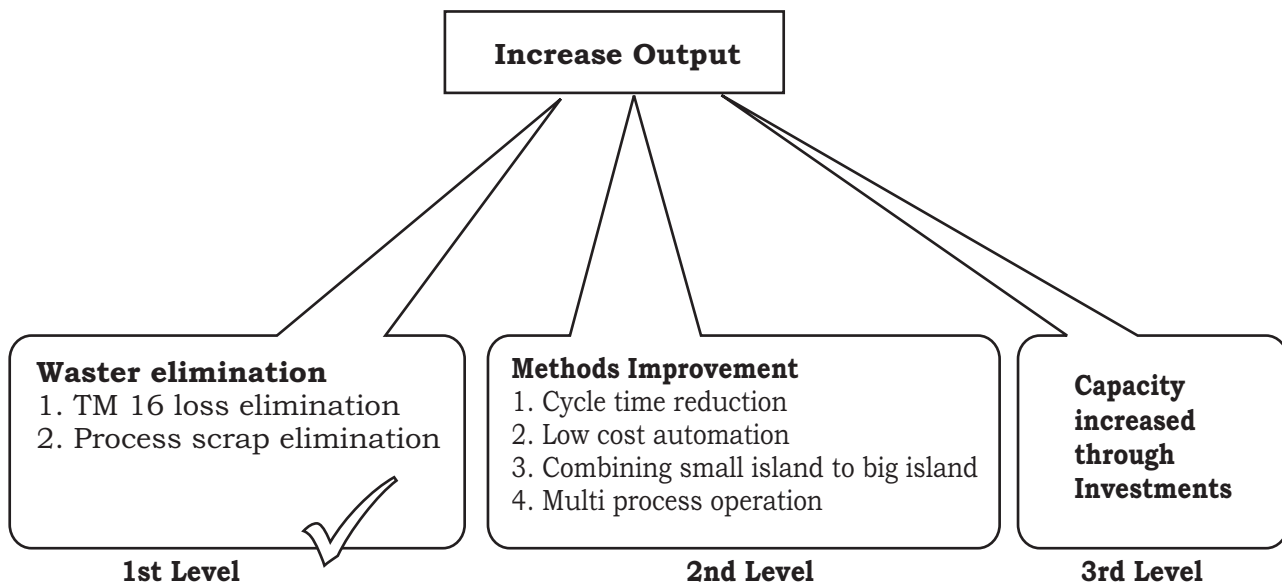 Increase Output
Waster elimination
1. TM 16 loss elimination
2. Process scrap elimination
1st Level
Methods Improvement
1. Cycle time reduction
2. Low cost automation
3. Combining small island to big island
4. Multi process operation
2nd Level
Capacity
increased
through
Investments
3rd Level